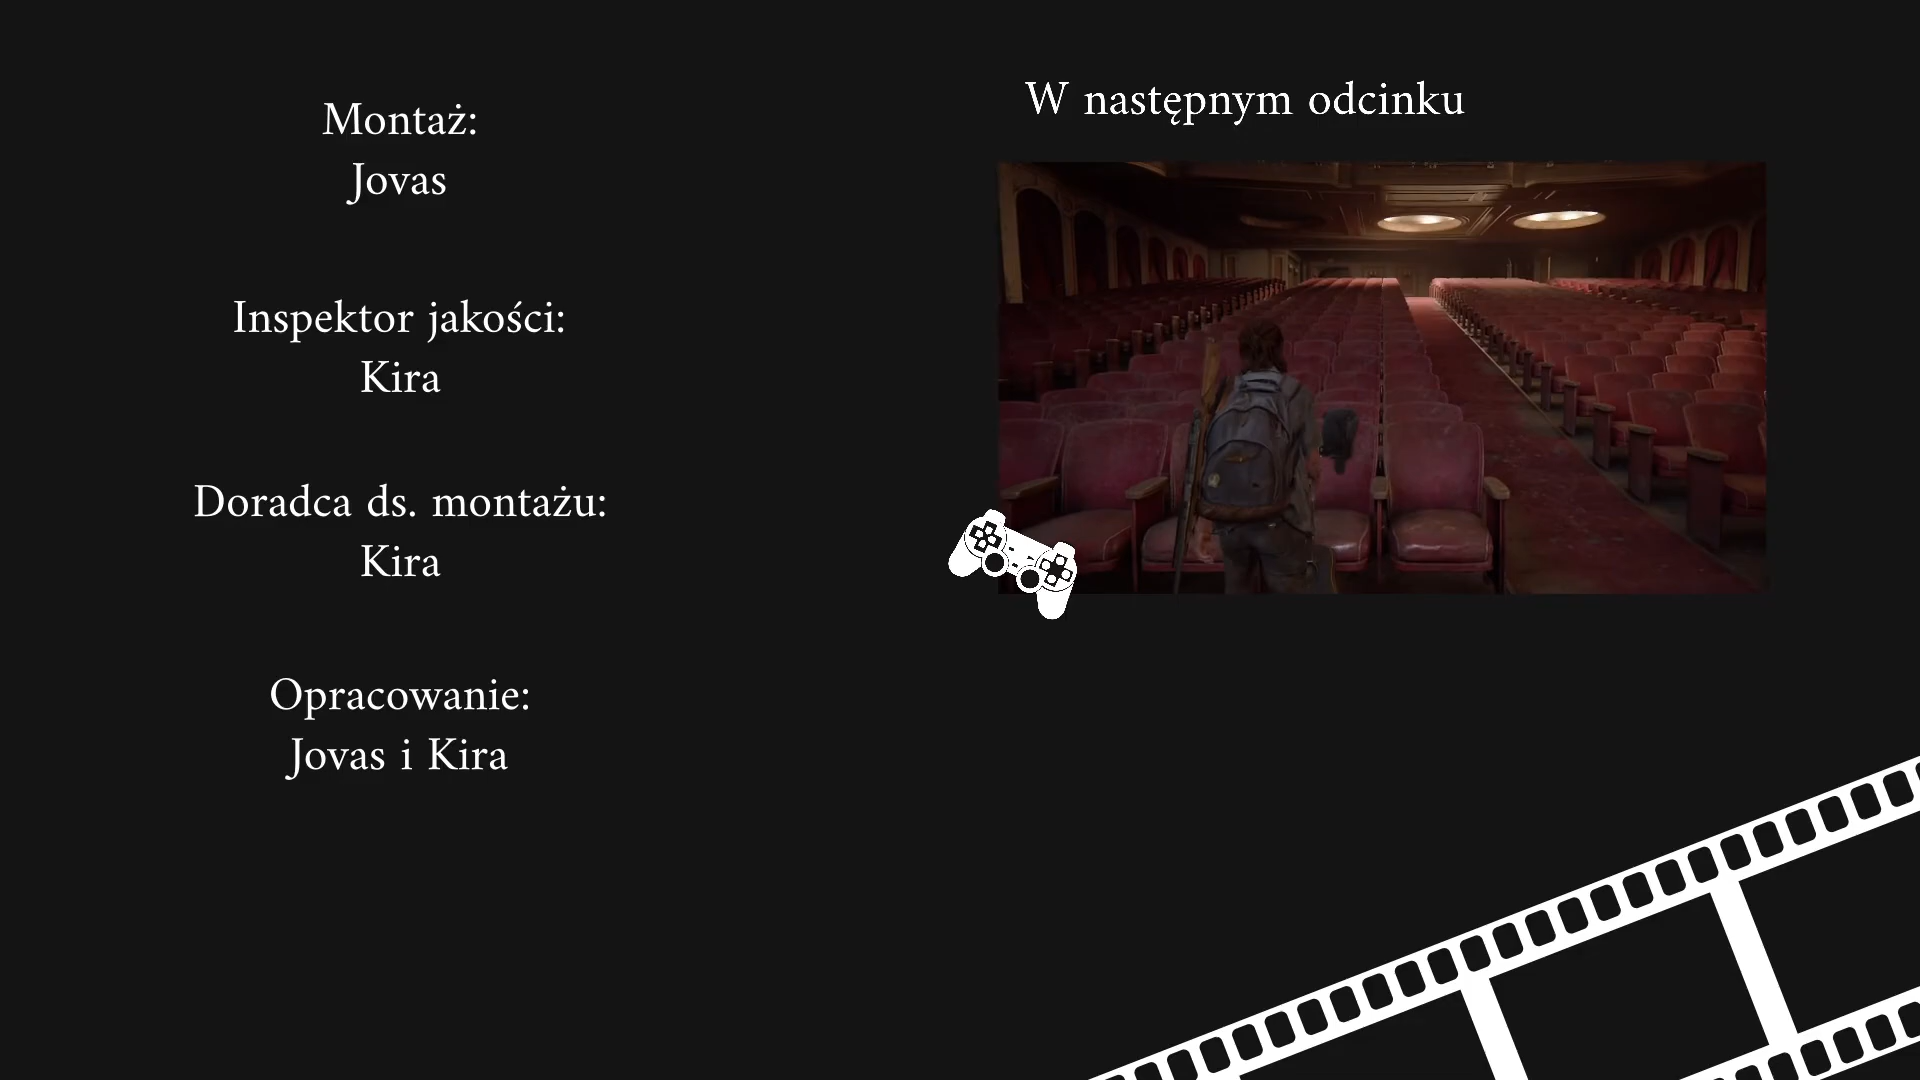 Montaż:
Jovas
Inspektor jakości:
Kira
Doradca ds. montażu:
Kira
Opracowanie:
Jovas i Kira
W następnym odcinku